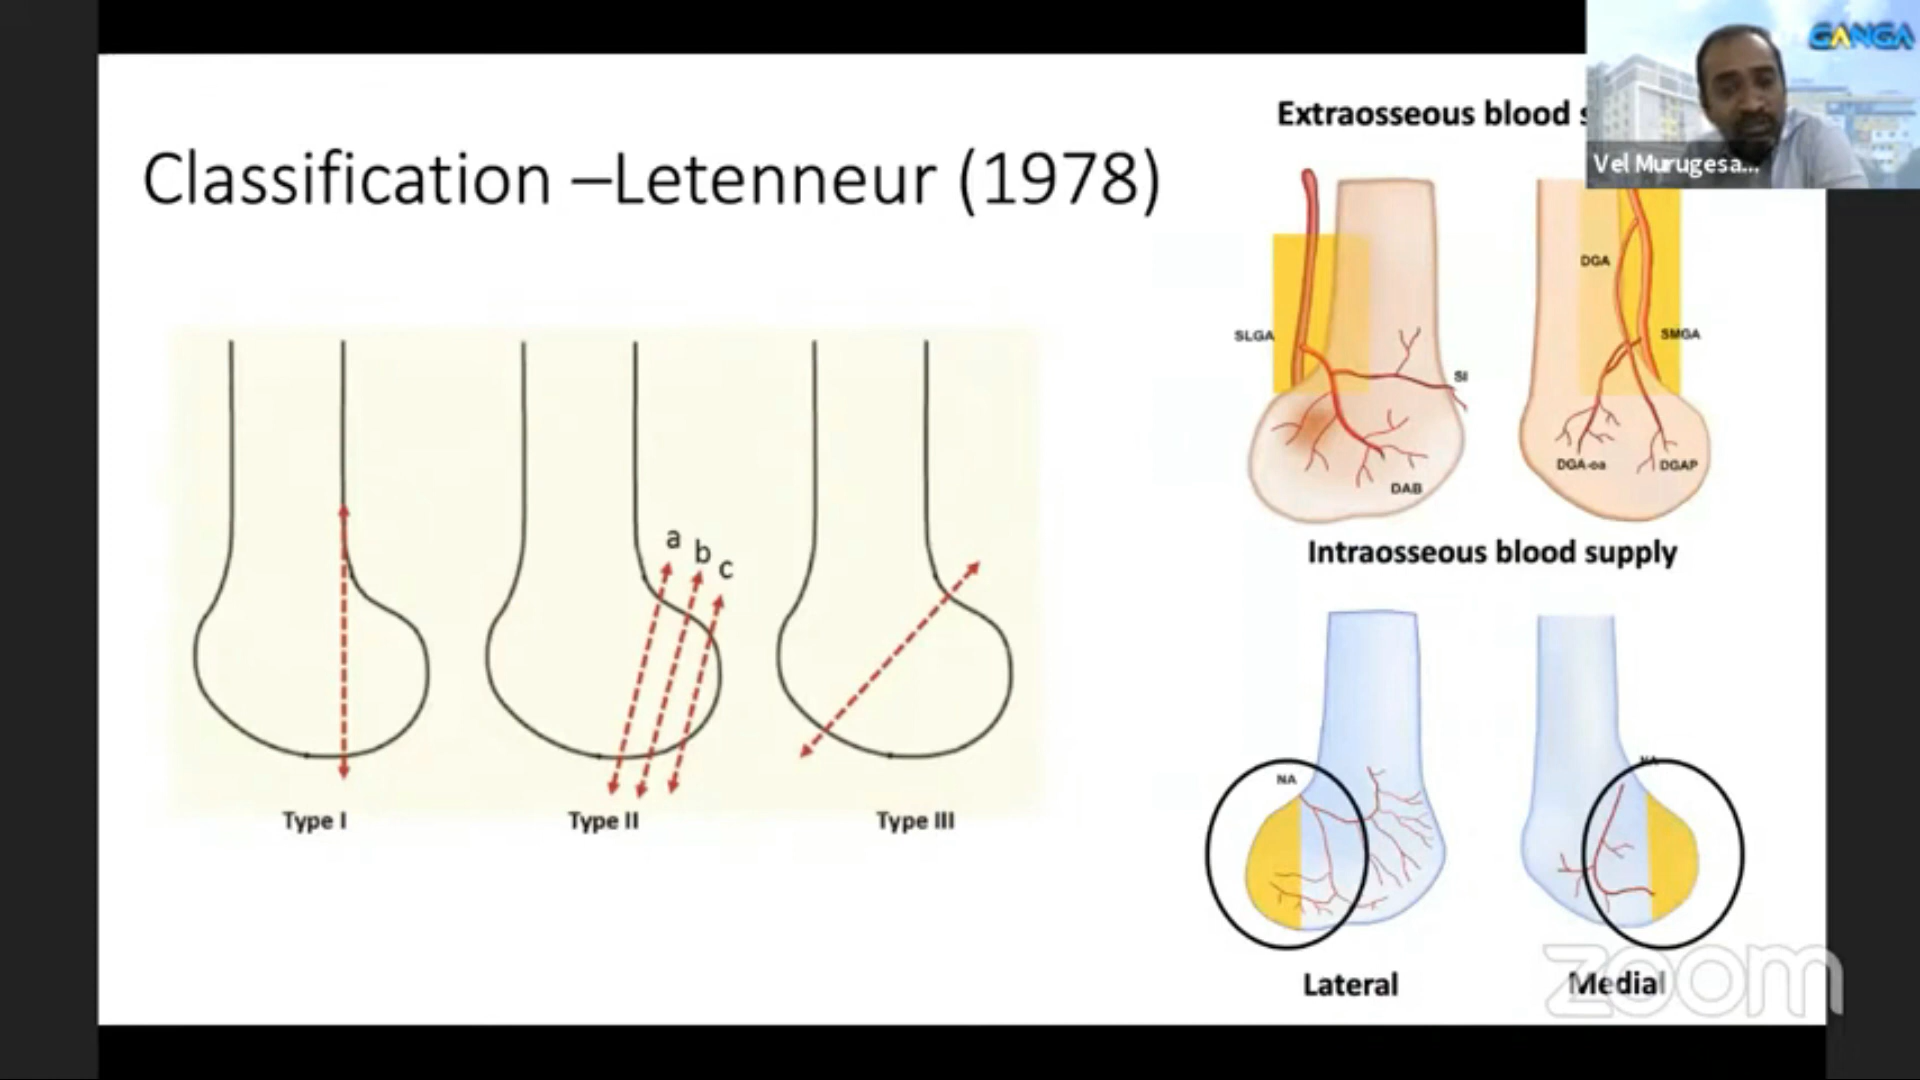 GANGA
Vel Murugesa...
Classification –Letenneur (1978)
Extraosseous blood
SLGA
SI
DAB
DGA
SMGA
DGA-oa
DGAP
a
b
c
Type I
Type II
Type III
Intraosseous blood supply
NA
NA
Lateral
Medial
zoom